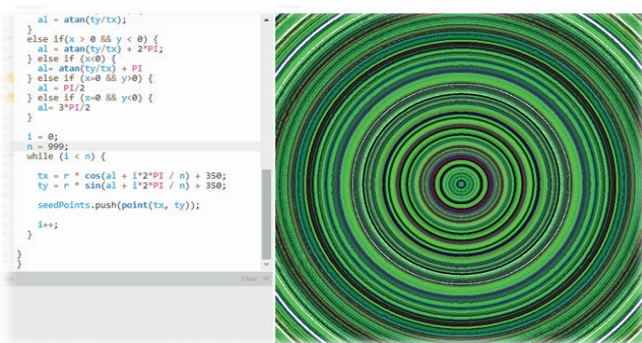 al = atan(ty/tx);
}
else if(x > 0 && y < 0) {
al = atan(ty/tx) + 2*PI;
} else if (x<0) {
al= atan(ty/tx) + PI
} else if (x=0 && y>0) {
al = PI/2
} else if (x=0 && y<0) {
al= 3*PI/2
}
i = 0;
n = 999;
while (i < n) {
tx = r * cos(al + i*2*PI / n) + 350;
ty = r * sin(al + i*2*PI / n) + 350;
seedPoints.push(point(tx, ty));
i++;
}
}
}
Clear